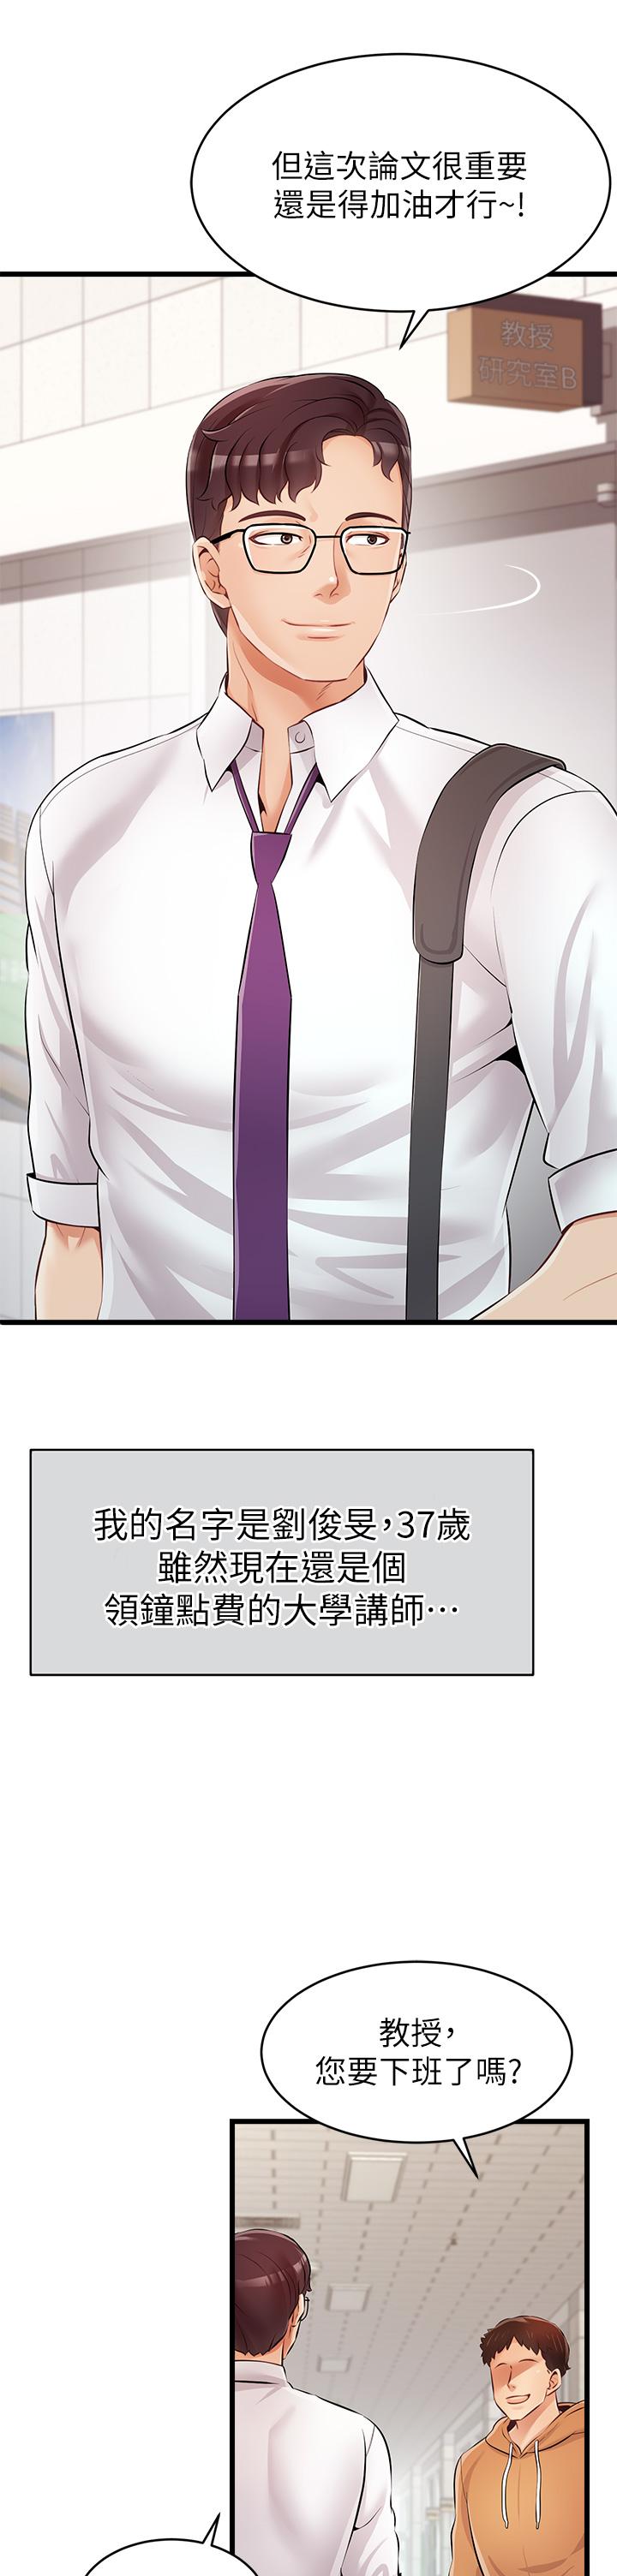 但這次論文很重要
還是得加油才行~!
教授
研究室B
我的名字是劉俊旻,37歲
雖然現在還是個
領鐘點費的大學講師…
教授,
您要下班了嗎?